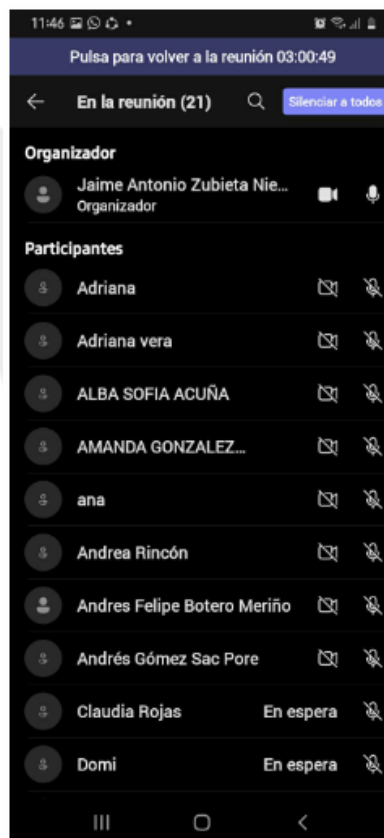 11:46
Pulsa para volver a la reunión 03:00:49
En la reunión (21) Silenciar a todos
Organizador
Jaime Antonio Zubieta Nie...
Organizador
Participantes
Adriana
Adriana vera
ALBA SOFIA ACUÑA
AMANDA GONZALEZ...
ana
Andrea Rincón
Andres Felipe Botero Meriño
Andrés Gómez Sac Pore
Claudia Rojas En espera
Domi En espera